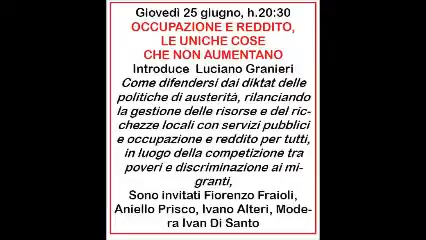 Giovedì 25 giugno, h.20:30
OCCUPAZIONE E REDDITO,
LE UNICHE COSE
CHE NON AUMENTANO
Introduce Luciano Granieri
Come difendersi dai diktat delle
politiche di austerità, rilanciando
la gestione delle risorse e del ric-
chezze locali con servizi pubblici
e occupazione e reddito per tutti,
in luogo della competizione tra
poveri e discriminazione ai mi-
granti,
Sono invitati Fiorenzo Fraioli,
Aniello Prisco, Ivano Alteri, Mode-
ra Ivan Di Santo